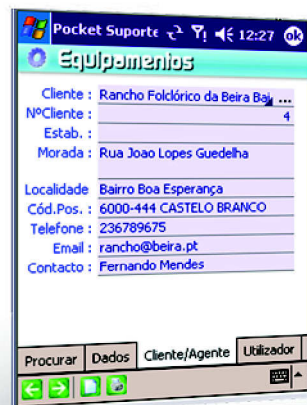 Pocket Suporte 12:27 ok
Equipamentos
Cliente : Rancho Folclórico da Beira Bai ...
NºCliente : 4
Estab. :
Morada : Rua Joao Lopes Guedelha
Localidade Bairro Boa Esperança
Cód.Pos. : 6000-444 CASTELO BRANCO
Telefone : 236789675
Email : rancho@beira.pt
Contacto : Fernando Mendes
Procurar Dados Cliente/Agente Utilizador